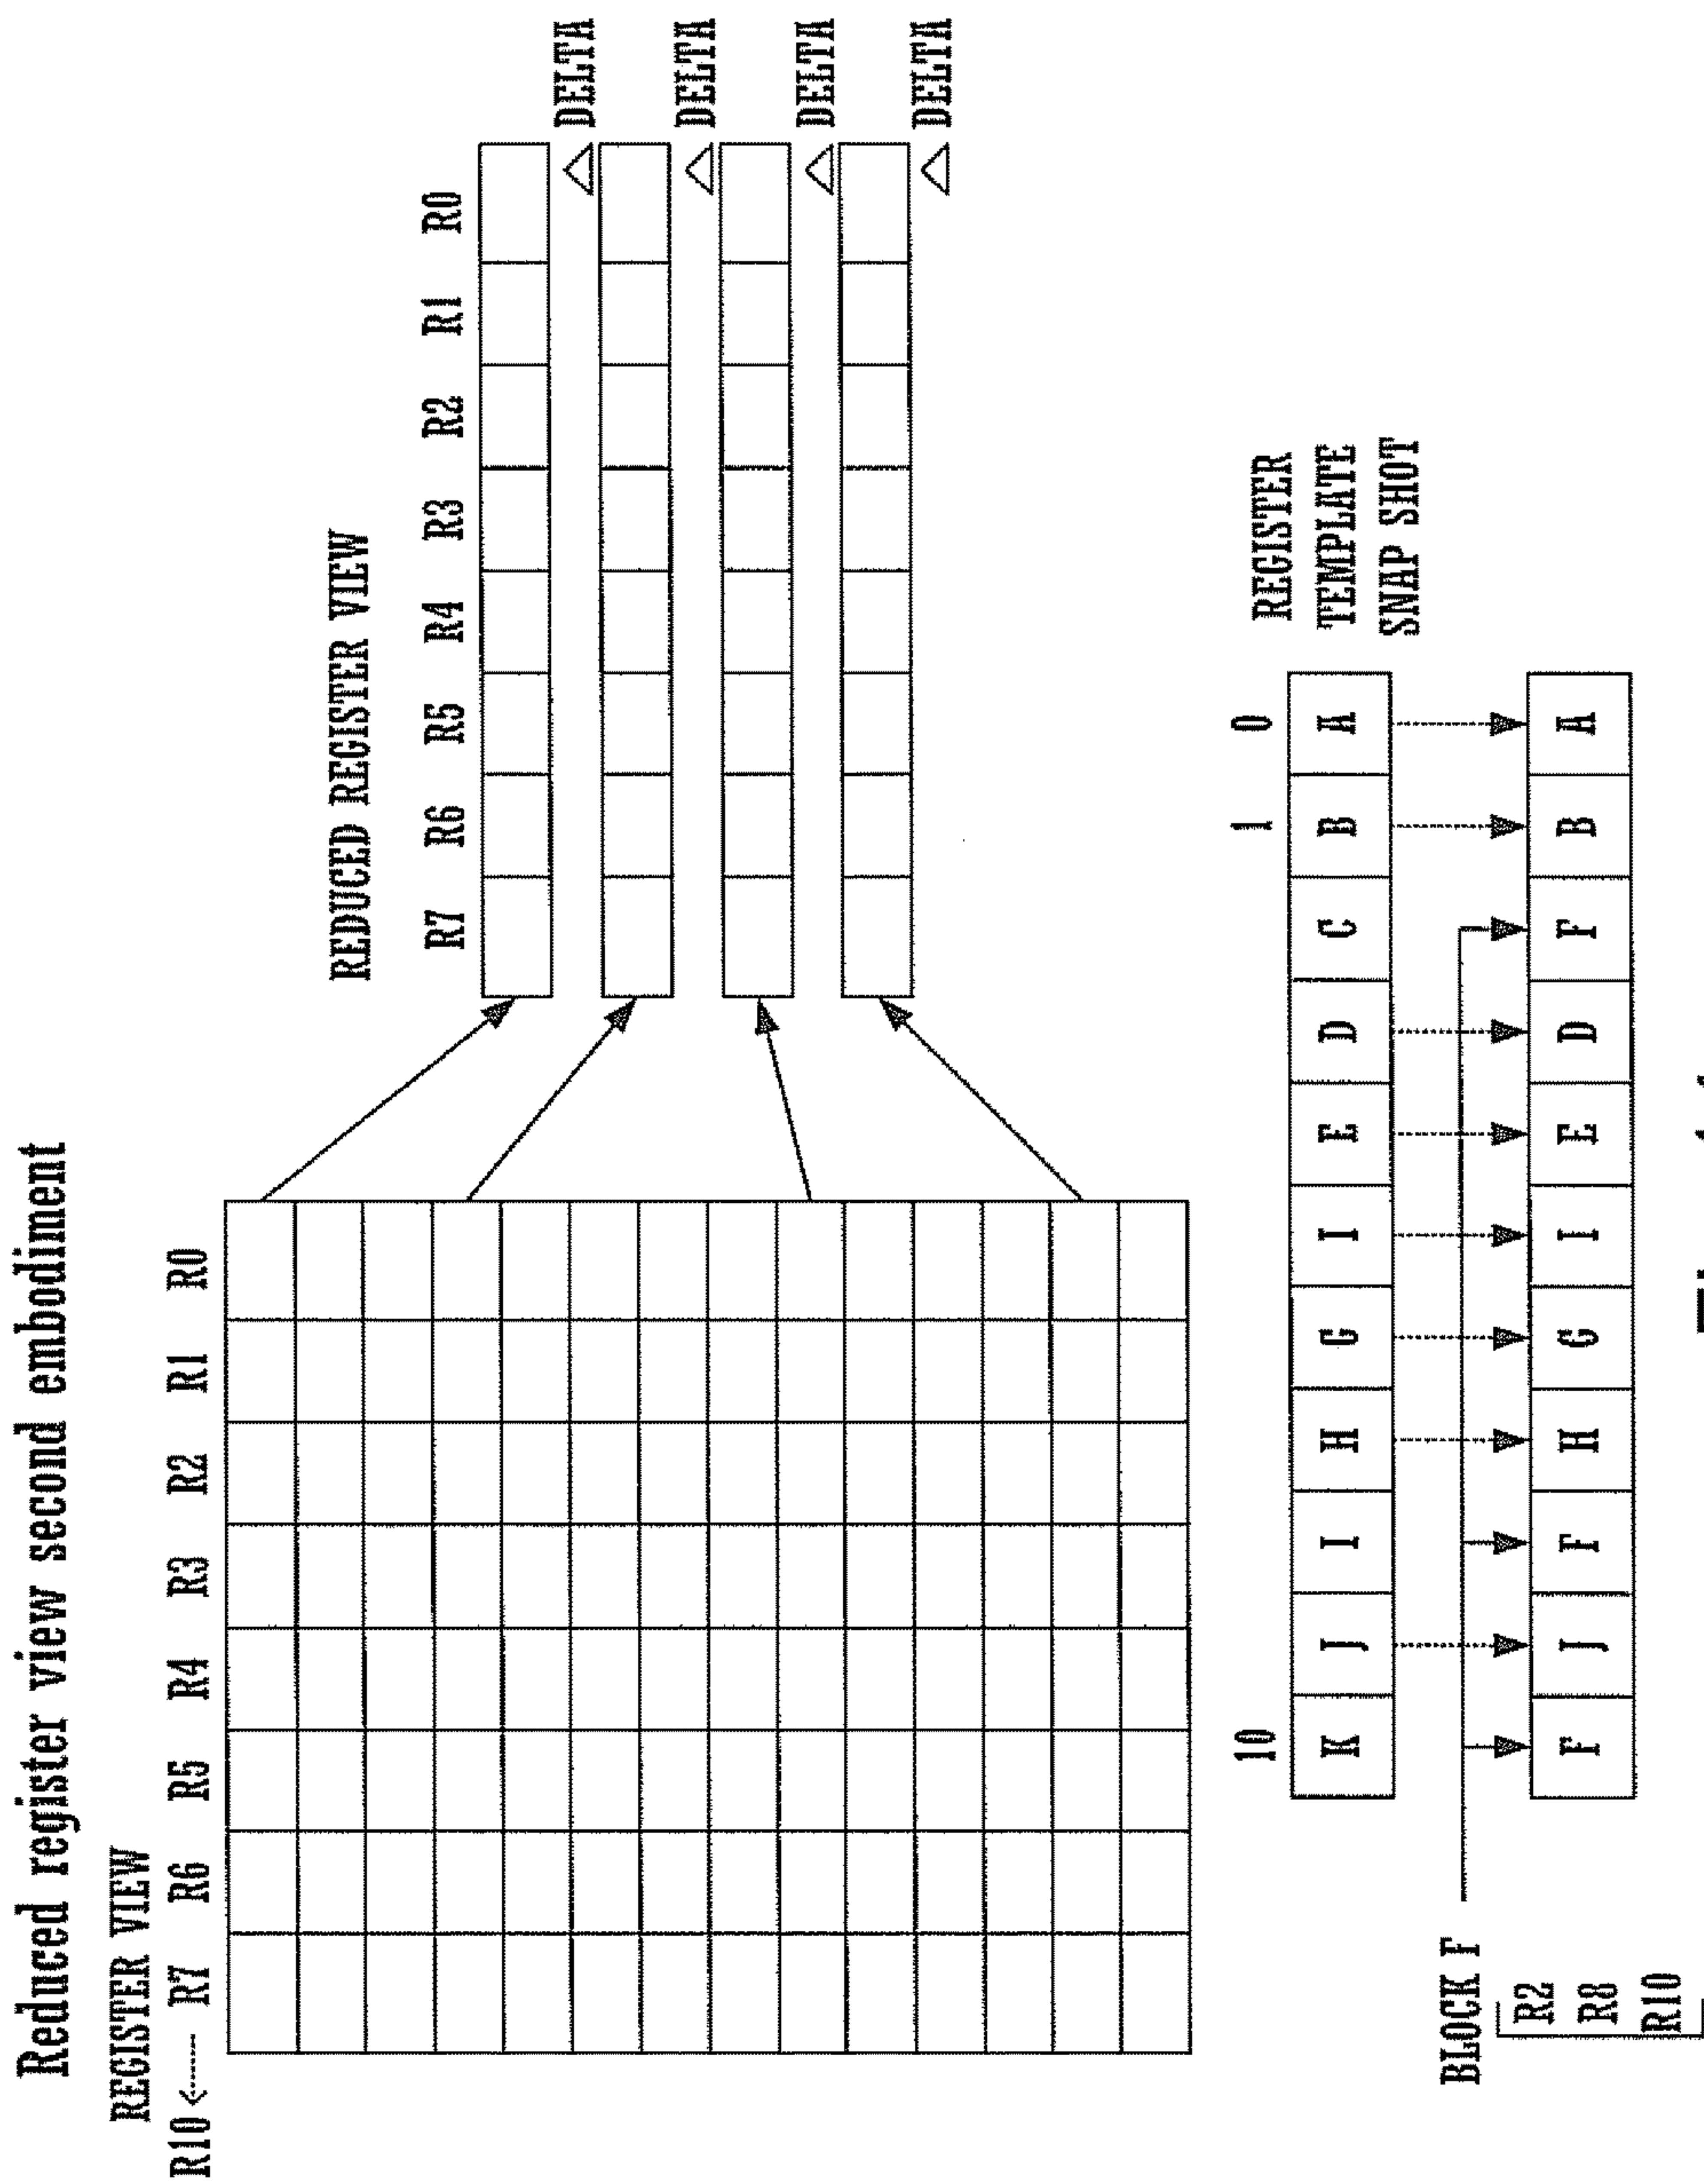 Reduced register view second embodiment
REGISTER VIEW
R10 R7 R6 R5 R4 R3 R2 R1 R0
REDUCED REGISTER VIEW
R7 R6 R5 R4 R3 R2 R1 R0
DELTA
DELTA
DELTA
DELTA
10 1 0
K J I H G I E D C B A
REGISTER
TEMPLATE
SNAP SHOT
BLOCK F
R2
R8
R10
F J F H G I E D F B A